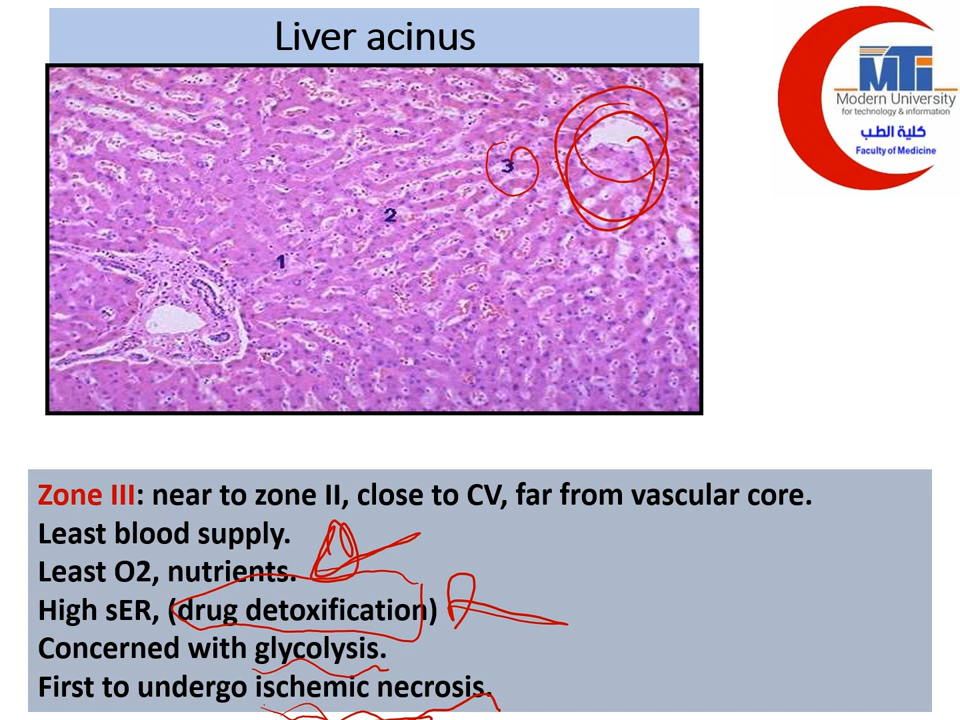 Liver acinus
MTI
Modern University
for technology & information
كلية الطب
Faculty of Medicine
3
2
1
Zone III: near to zone II, close to CV, far from vascular core.
Least blood supply.
Least O2, nutrients.
High sER, (drug detoxification)
Concerned with glycolysis.
First to undergo ischemic necrosis.